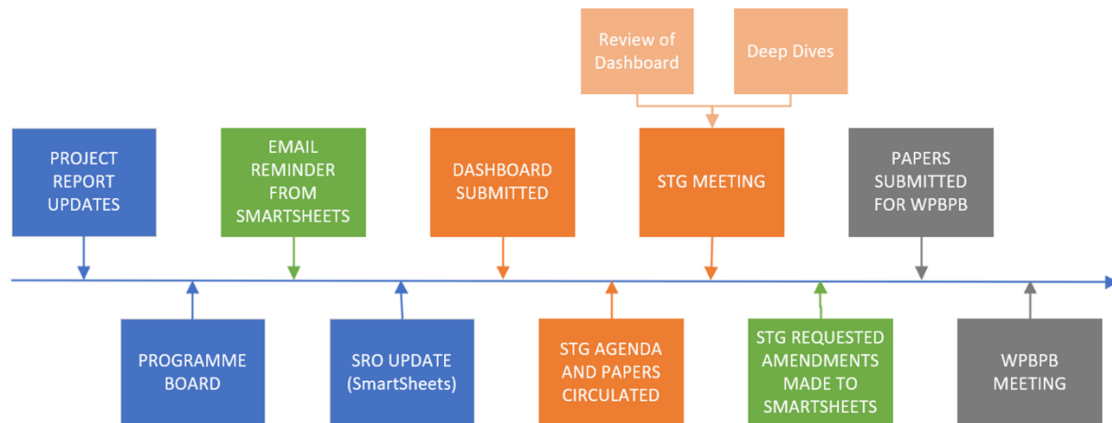 Review of
Dashboard
Deep Dives
PROJECT
REPORT
UPDATES
EMAIL
REMINDER
FROM
SMARTSHEETS
DASHBOARD
SUBMITTED
STG MEETING
PAPERS
SUBMITTED
FOR WPBPB
PROGRAMME
BOARD
SRO UPDATE
(SmartSheets)
STG AGENDA
AND PAPERS
CIRCULATED
STG REQUESTED
AMENDMENTS
MADE TO
SMARTSHEETS
WPBPB
MEETING